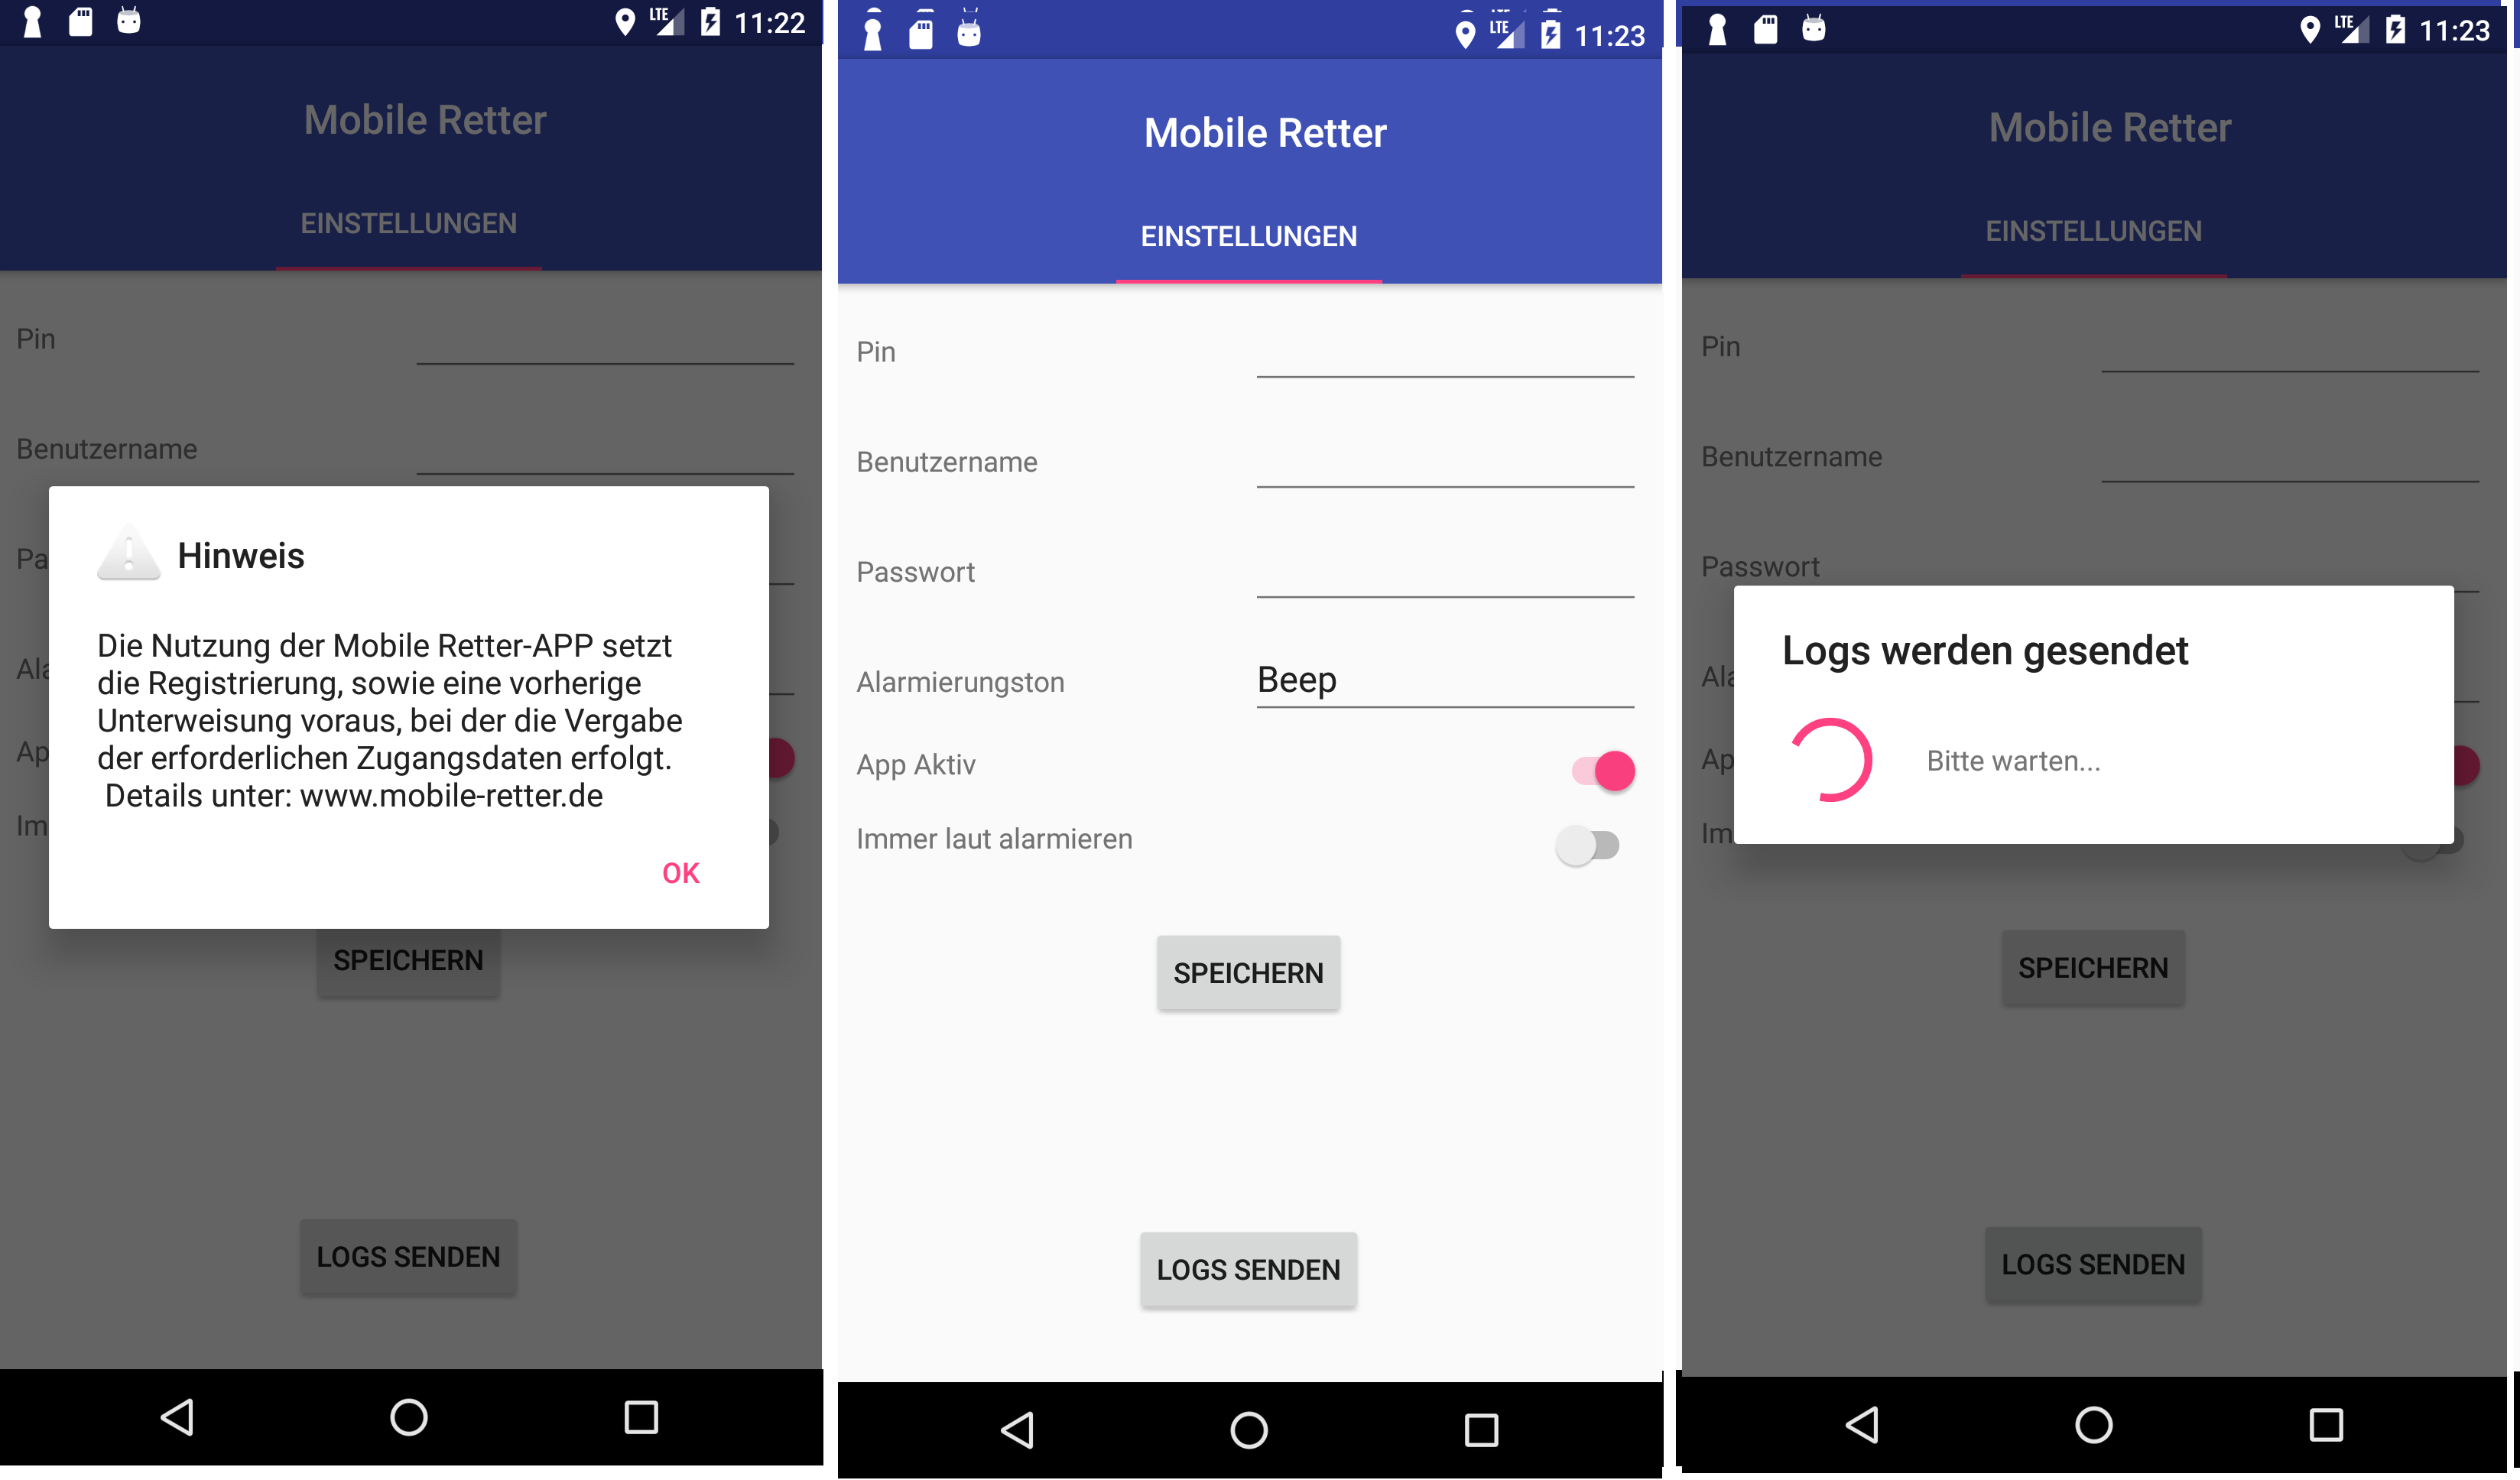 LTE 11:22
Mobile Retter
EINSTELLUNGEN
Pin
Benutzername
Pa
Hinweis
Die Nutzung der Mobile Retter-APP setzt
die Registrierung, sowie eine vorherige
Unterweisung voraus, bei der die Vergabe
der erforderlichen Zugangsdaten erfolgt.
Details unter: www.mobile-retter.de
OK
Ala
Ap
Im
SPEICHERN
LOGS SENDEN
LTE 11:23
Mobile Retter
EINSTELLUNGEN
Pin
Benutzername
Passwort
Alarmierungston Beep
App Aktiv
Immer laut alarmieren
SPEICHERN
LOGS SENDEN
LTE 11:23
Mobile Retter
EINSTELLUNGEN
Pin
Benutzername
Passwort
Logs werden gesendet
Bitte warten...
Ala
Ap
Im
SPEICHERN
LOGS SENDEN